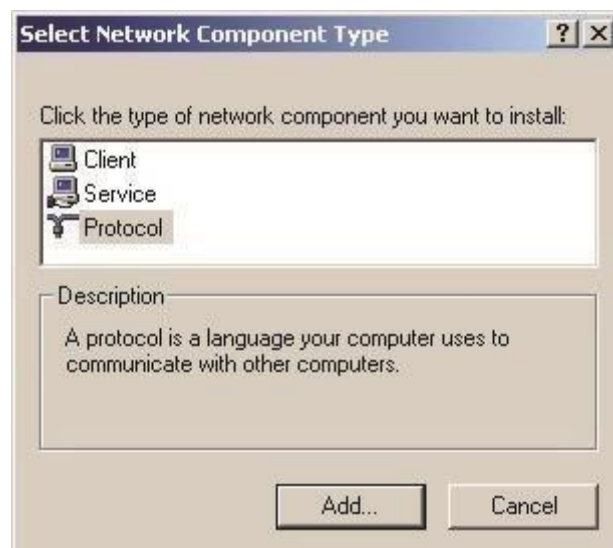 Select Network Component Type
Click the type of network component you want to install:
Client
Service
Protocol
Description
A protocol is a language your computer uses to
communicate with other computers.
Add...
Cancel